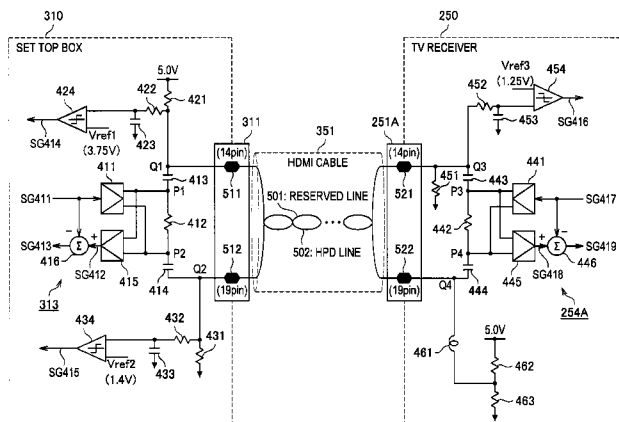 310
SET TOP BOX
250
TV RECEIVER
5.0V
424
422
421
SG414
Vref1
(3.75V)
423
311
351
251A
Vref3
(1.25V)
454
452
453
SG416
Q1
(14pin)
HDMI CABLE
(14pin)
Q3
411
413
P1
511
521
451
443
441
P3
SG411
501: RESERVED LINE
SG417
412
442
502: HPD LINE
SG413
416
SG412
415
P2
512
522
P4
SG418
SG419
445
446
Σ
Σ
414
Q2
(19pin)
(19pin)
Q4
444
313
254A
434
432
431
461
5.0V
Vref2
(1.4V)
433
462
SG415
463